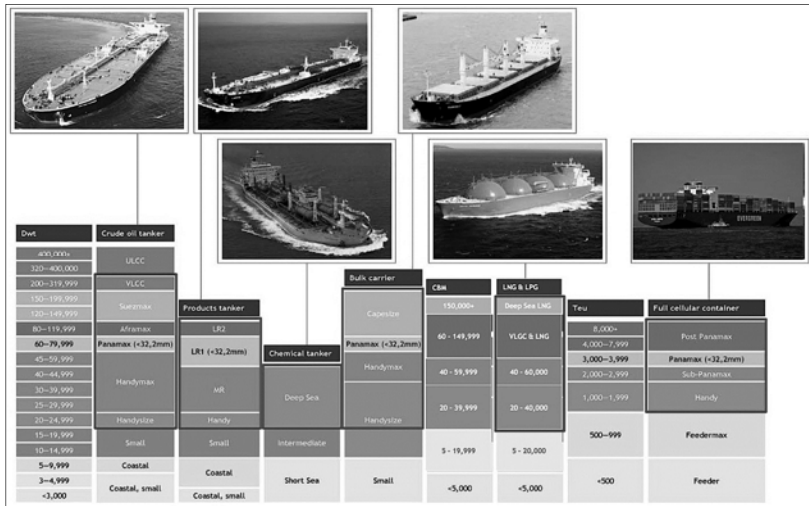 EVERGREEN
Dwt
Crude oil tanker
Products tanker
Chemical tanker
Bulk carrier
CBM
LNG & LPG
Teu
Full cellular container
400,000+
320–400,000
200–319,999
150–199,999
120–149,999
80–119,999
60–79,999
45–59,999
40–44,999
30–39,999
25–29,999
20–24,999
15–19,999
10–14,999
5–9,999
3–4,999
<3,000
ULCC
VLCC
Suezmax
Aframax
Panamax (<32,2mm)
Handymax
Handysize
Small
Coastal
Coastal, small
LR2
LR1 (<32,2mm)
MR
Handy
Small
Coastal
Coastal, small
Deep Sea
Intermediate
Short Sea
Capesize
Panamax (<32,2mm)
Handymax
Handysize
Small
150,000+
60 - 149,999
40 - 59,999
20 - 39,999
5 - 19,999
<5,000
Deep Sea LNG
VLGC & LNG
40 - 60,000
20 - 40,000
5 - 20,000
<5,000
8,000+
4,000–7,999
3,000–3,999
2,000–2,999
1,000–1,999
500–999
<500
Post Panamax
Panamax (<32,2mm)
Sub-Panamax
Handy
Feedermax
Feeder